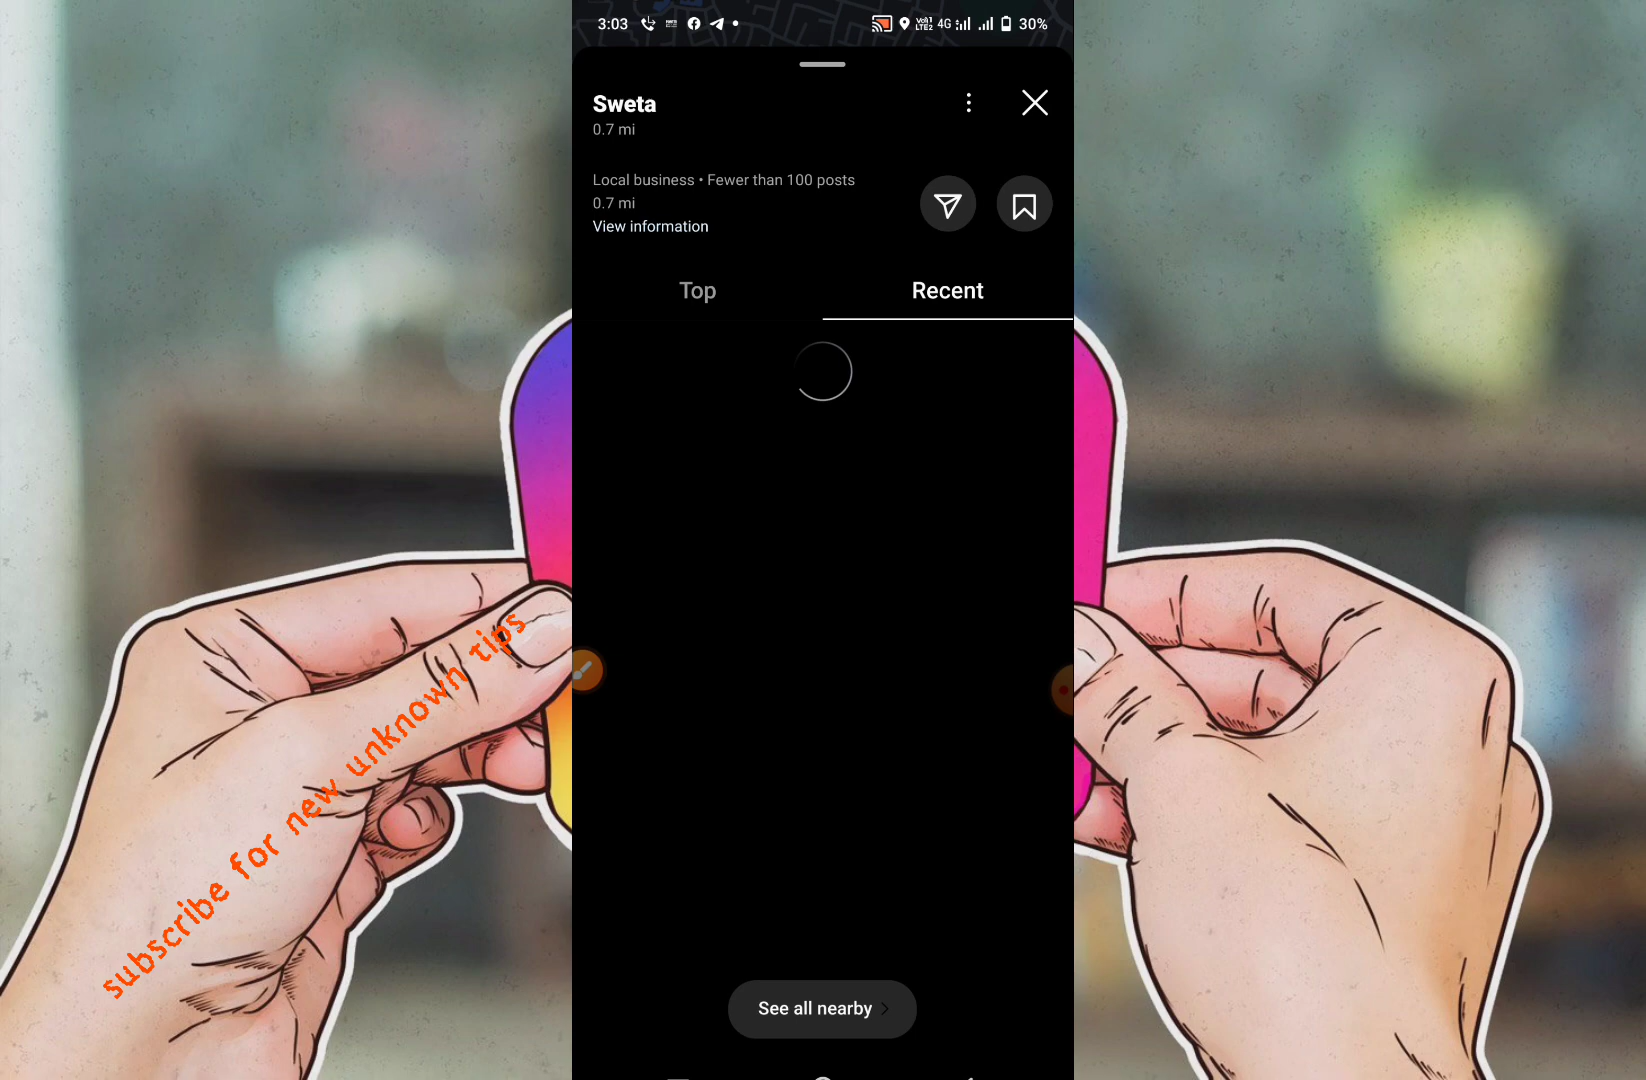 3:03
4G
30%
Sweta
0.7 mi
Local business • Fewer than 100 posts
0.7 mi
View information
Top
Recent
See all nearby
subscribe for new unknown tips